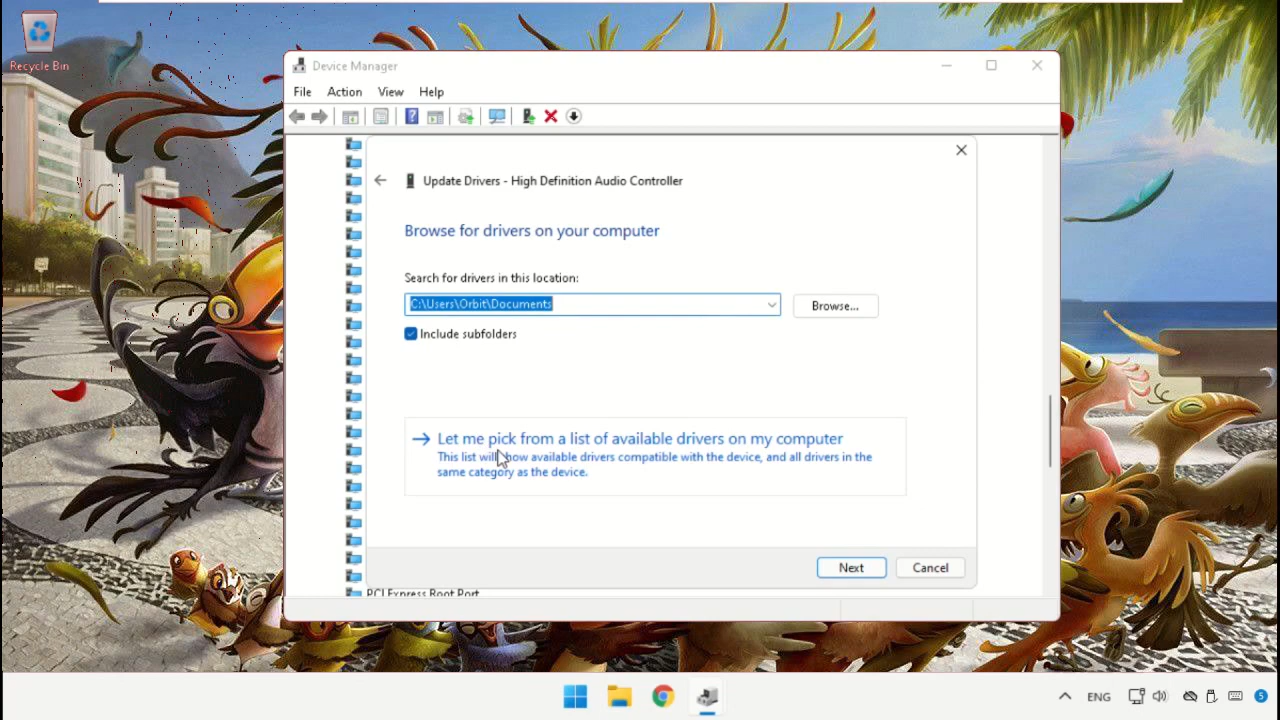 Recycle Bin
Device Manager
File Action View Help
Update Drivers - High Definition Audio Controller
Browse for drivers on your computer
Search for drivers in this location:
C:\Users\Orbit\Documents
Browse...
Include subfolders
Let me pick from a list of available drivers on my computer
This list will show available drivers compatible with the device, and all drivers in the
same category as the device.
Next Cancel
PCI Express Root Port
ENG
5